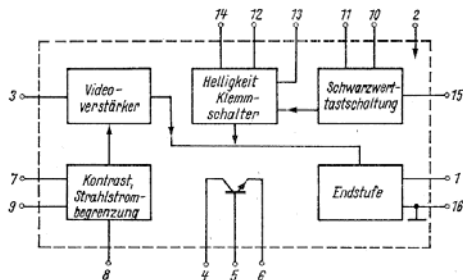 14 12 13 11 10 2
Video-
verstärker
Helligkeit
Klemm-
schalter
Schwarzwert-
tastschaltung
3
15
7
9
Kontrast,
Strahlstrom-
begrenzung
Endstufe
1
16
8 4 5 6